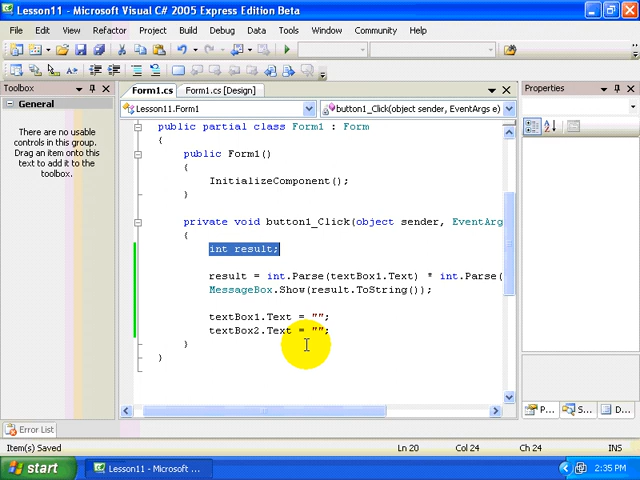 Lesson11 - Microsoft Visual C# 2005 Express Edition Beta
File Edit View Refactor Project Build Debug Data Tools Window Community Help
Toolbox
General
There are no usable
controls in this group.
Drag an item onto this
text to add it to the
toolbox.
Form1.cs Form1.cs [Design]
Lesson11.Form1 button1_Click(object sender, EventArgs e)
public partial class Form1 : Form
{
public Form1()
{
InitializeComponent();
}
private void button1_Click(object sender, EventArg
{
int result;
result = int.Parse(textBox1.Text) * int.Parse(
MessageBox.Show(result.ToString());
textBox1.Text = "";
textBox2.Text = "";
}
}
Properties
P... S... D...
Error List
Item(s) Saved Ln 20 Col 24 Ch 24 INS
start Lesson11 - Microsoft ... 2:35 PM